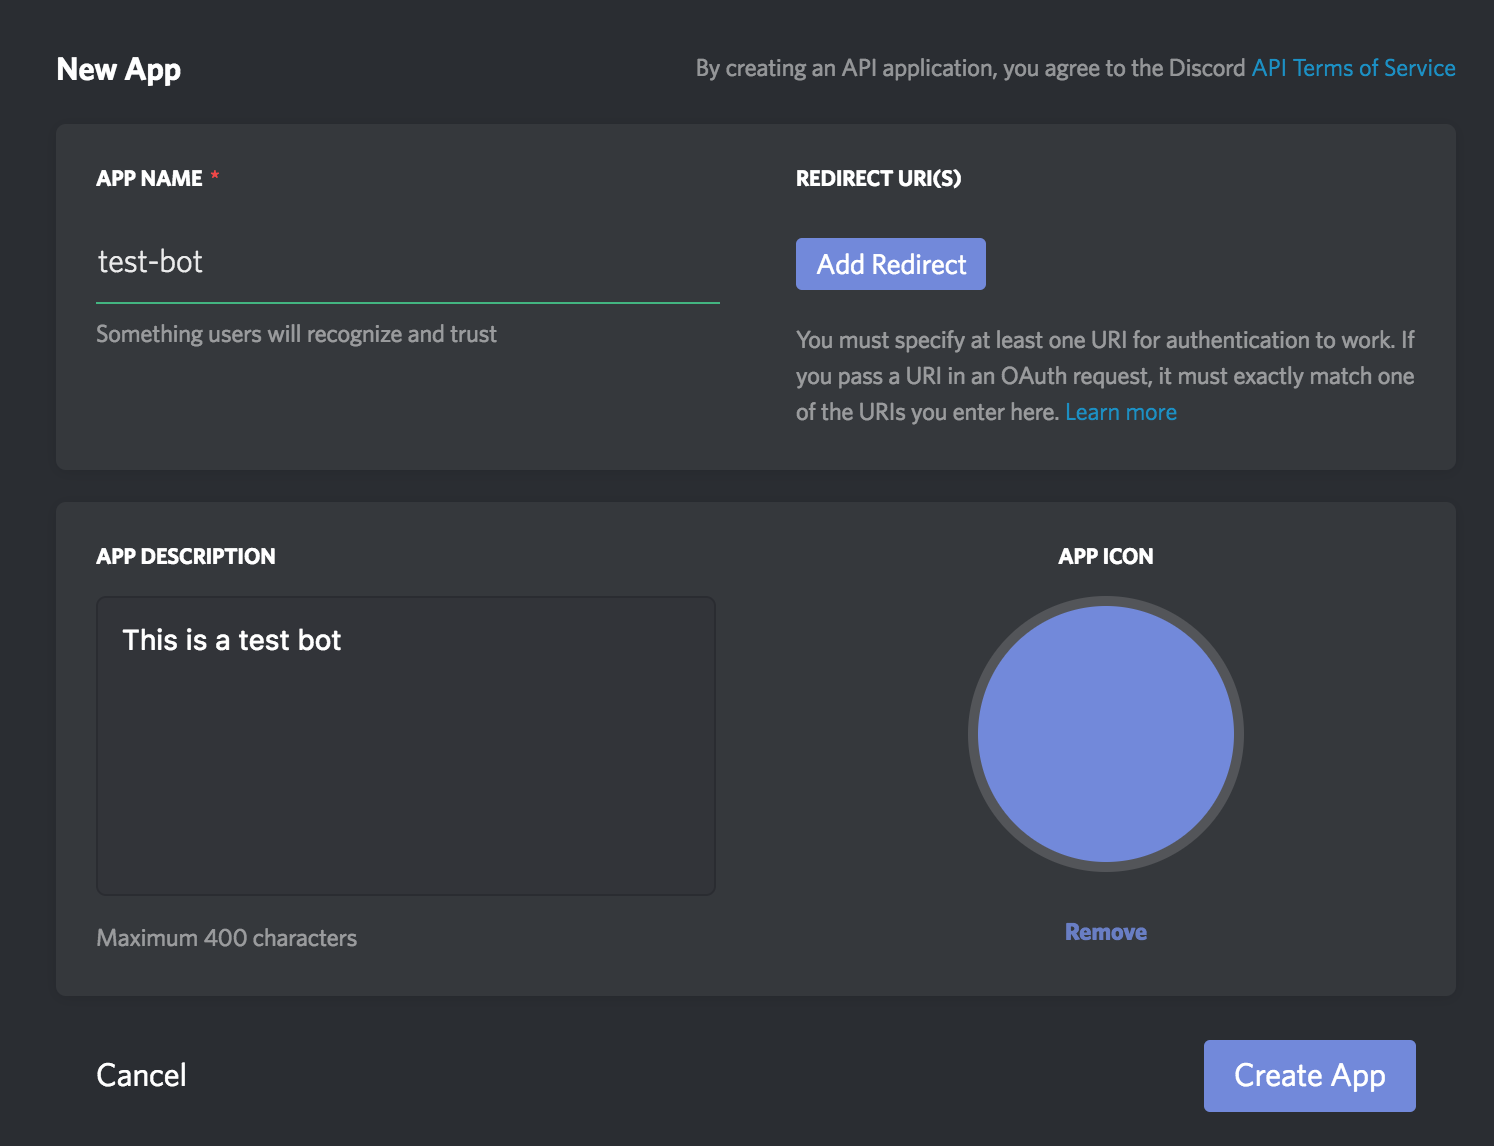 New App
By creating an API application, you agree to the Discord API Terms of Service
APP NAME *
test-bot
Something users will recognize and trust
REDIRECT URI(S)
Add Redirect
You must specify at least one URI for authentication to work. If
you pass a URI in an OAuth request, it must exactly match one
of the URIs you enter here. Learn more
APP DESCRIPTION
This is a test bot
Maximum 400 characters
APP ICON
Remove
Cancel
Create App